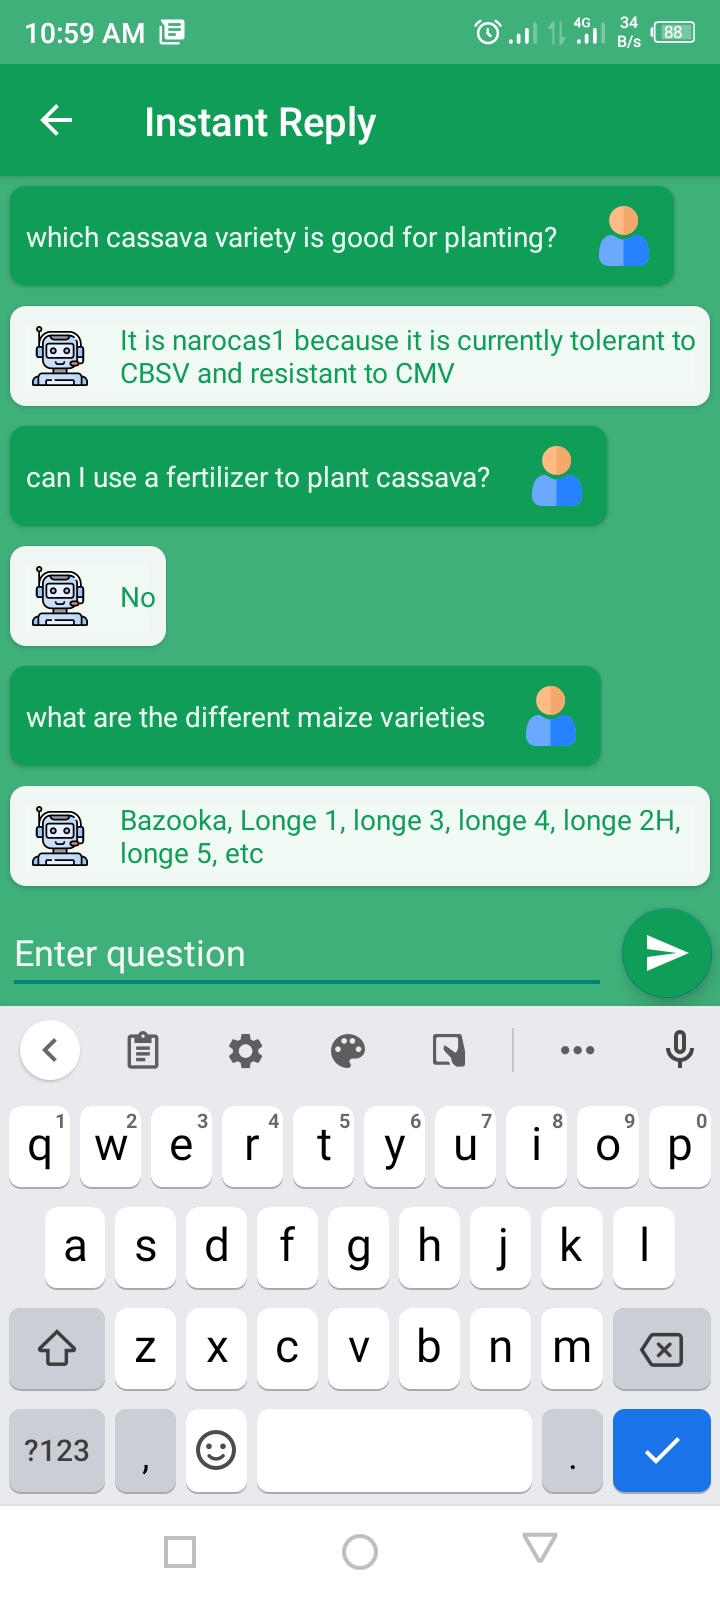 10:59 AM
4G
34
B/s
88
Instant Reply
which cassava variety is good for planting?
It is narocas1 because it is currently tolerant to
CBSV and resistant to CMV
can I use a fertilizer to plant cassava?
No
what are the different maize varieties
Bazooka, Longe 1, longe 3, longe 4, longe 2H,
longe 5, etc
Enter question
1 2 3 4 5 6 7 8 9 0
q w e r t y u i o p
a s d f g h j k l
z x c v b n m
?123 , .